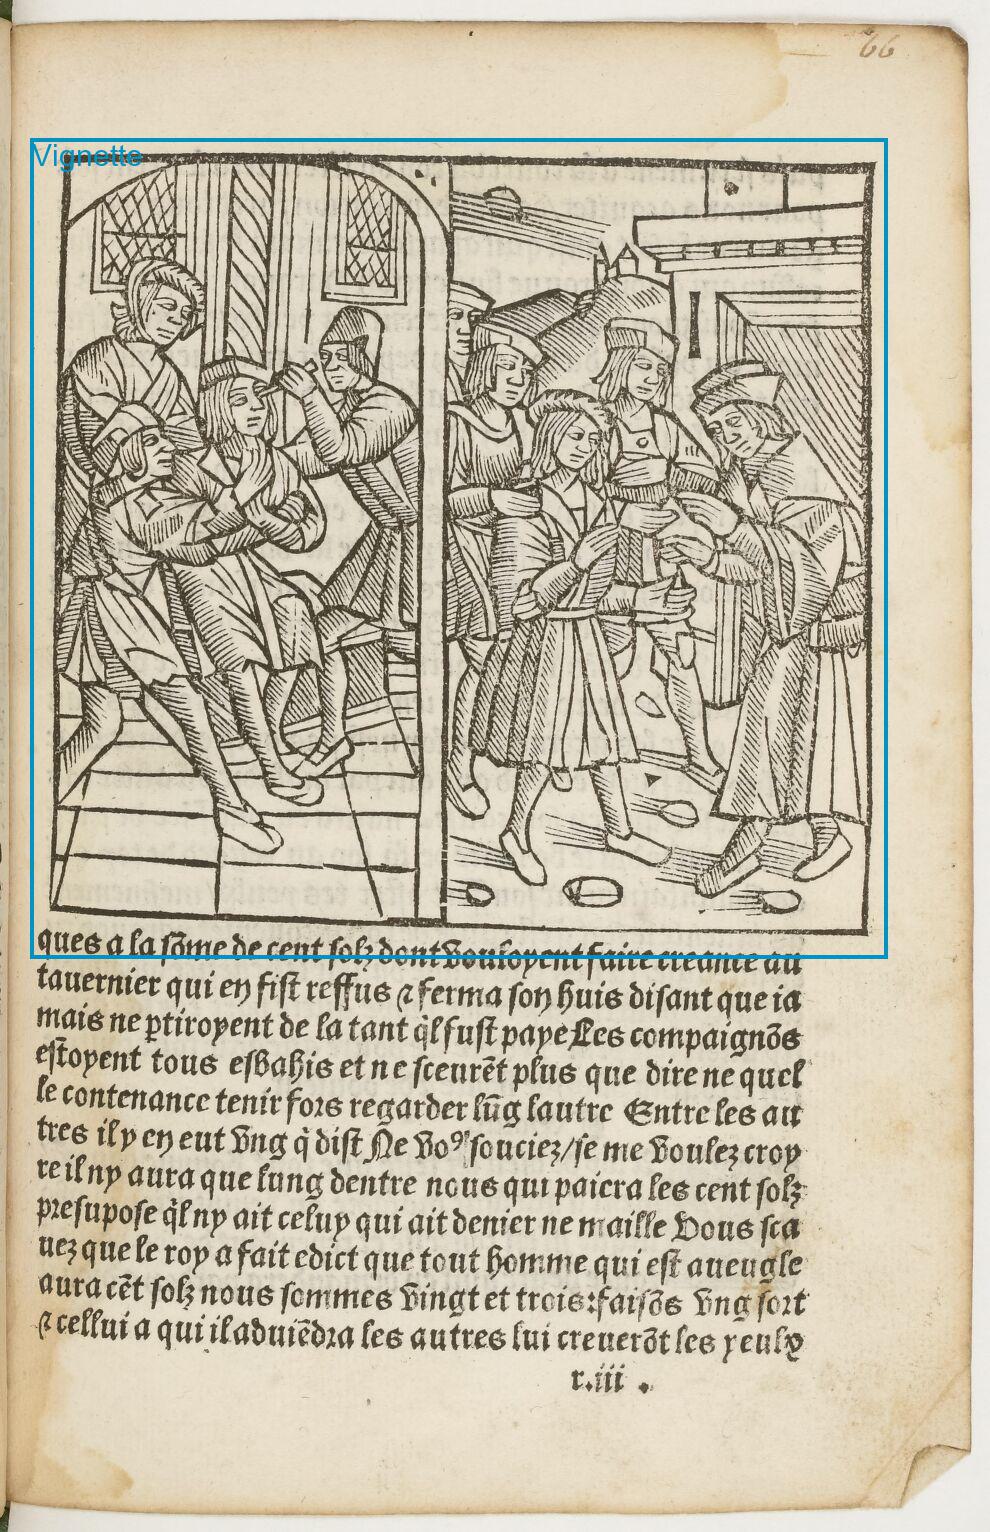 66
Vignette
ques a la sõme de cent solz dont vouloyent faire creance au
tauernier qui en fist reffus ⁊ ferma son huis disant que ia
mais ne ꝑtiroyent de la tant q̃l fust paye Les compaignõs
estoyent tous esbahis et ne sceurẽt plus que dire ne quel
le contenance tenir fors regarder lũg lautre Entre les au
tres il y en eut vng q̃ dist Ne voꝰ souciez/se me voulez croy
re il ny aura que lung dentre nous qui paiera les cent solz
presupose q̃l ny ait celuy qui ait denier ne maille Vous sca
uez que le roy a fait edict que tout homme qui est aueugle
aura cẽt solz nous sommes vingt et trois: faisõs vng sort
⁊ cellui a qui il aduiẽdra les autres lui creuerõt les yeulx
r.iii.